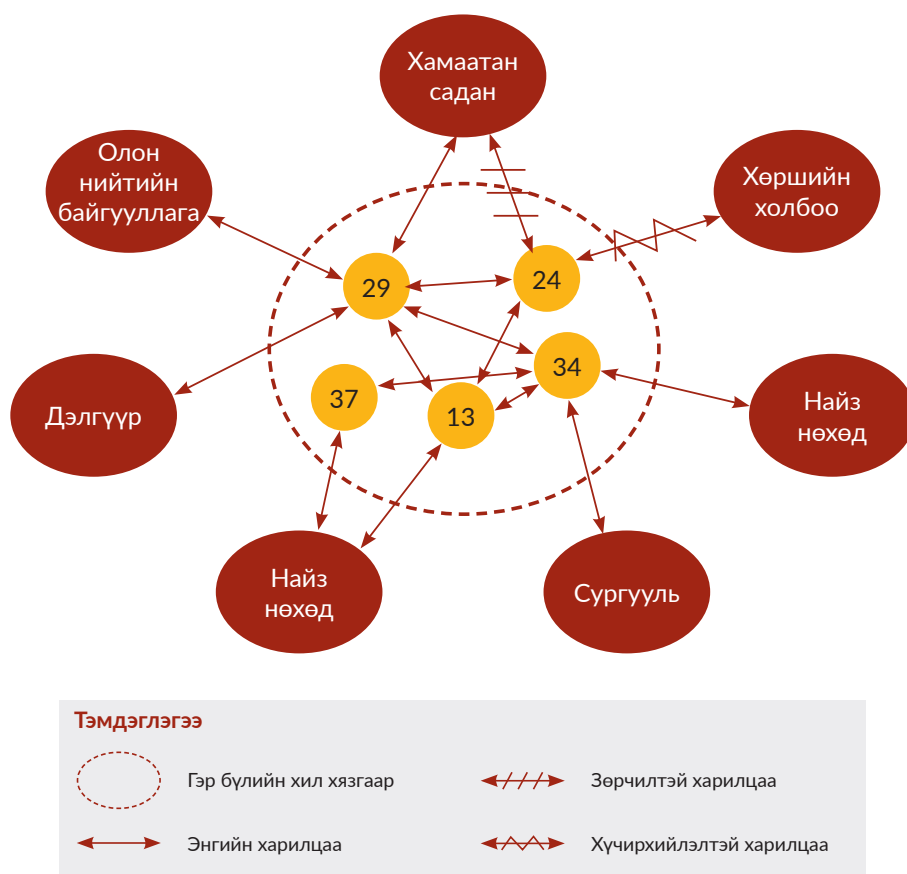 Хамаатан
садан
Олон
нийтийн
байгууллага
Хөршийн
холбоо
29
24
34
37
13
Дэлгүүр
Найз
нөхөд
Найз
нөхөд
Сургууль
Тэмдэглэгээ
Гэр бүлийн хил хязгаар
Зөрчилтэй харилцаа
Энгийн харилцаа
Хүчирхийлэлтэй харилцаа